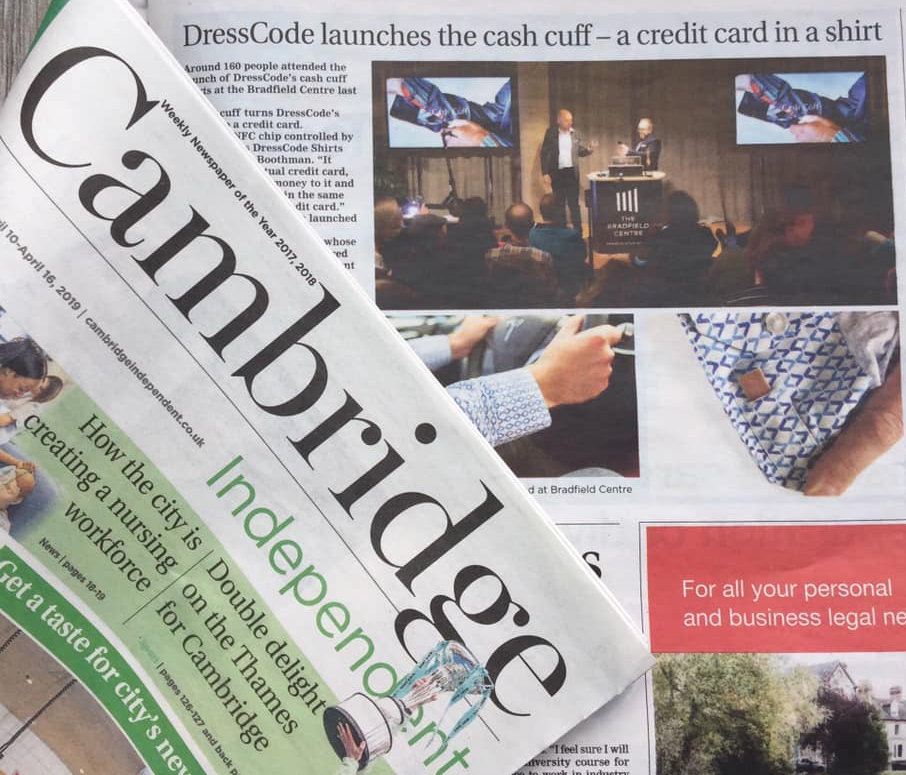 DressCode launches the cash cuff – a credit card in a shirt
Around 160 people attended the
of DressCode's cash cuff
at the Bradfield Centre last
cuff turns DressCode's
a credit card.
NFC chip controlled by
DressCode Shirts
Boothman. "It
credit card,
money to it and
in the same
card."
launched
whose
THE
BRADFIELD
CENTRE
d at Bradfield Centre
For all your personal
and business legal ne
"I feel sure I will
course for
to work in industry
Weekly Newspaper of the Year 2017, 2018
Cambridge
Independent
10-April 16, 2019 | cambridgeindependent.co.uk
How the city is
creating a nursing
workforce
News | pages 18-19
Double delight
on the Thames
for Cambridge
| pages 126-127 and back p
Get a taste for city's new